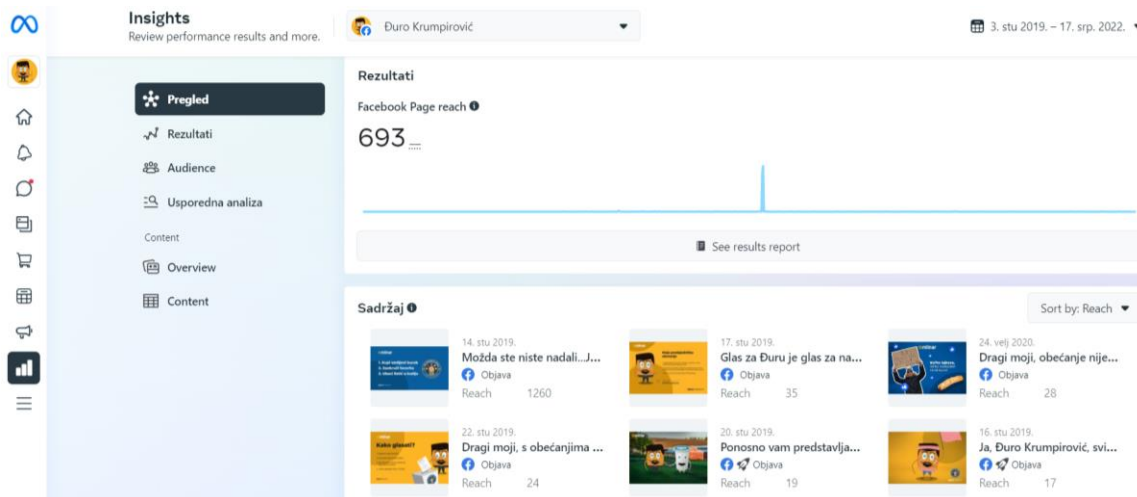 Insights
Review performance results and more.
Đuro Krumpirović
3. stu 2019. – 17. srp. 2022.
Pregled
Rezultati
Audience
Usporedna analiza
Content
Overview
Content
Rezultati
Facebook Page reach
693
See results report
Sadržaj
Sort by: Reach
14. stu 2019.
Možda ste niste nadali...J...
Objava
Reach 1260
17. stu 2019.
Glas za Đuru je glas za na...
Objava
Reach 35
24. velj 2020.
Dragi moji, obećanje nije...
Objava
Reach 28
22. stu 2019.
Dragi moji, s obećanjima ...
Objava
Reach 24
Kako glasati?
20. stu 2019.
Ponosno vam predstavlja...
Objava
Reach 19
16. stu 2019.
Ja, Đuro Krumpirović, svi...
Objava
Reach 17